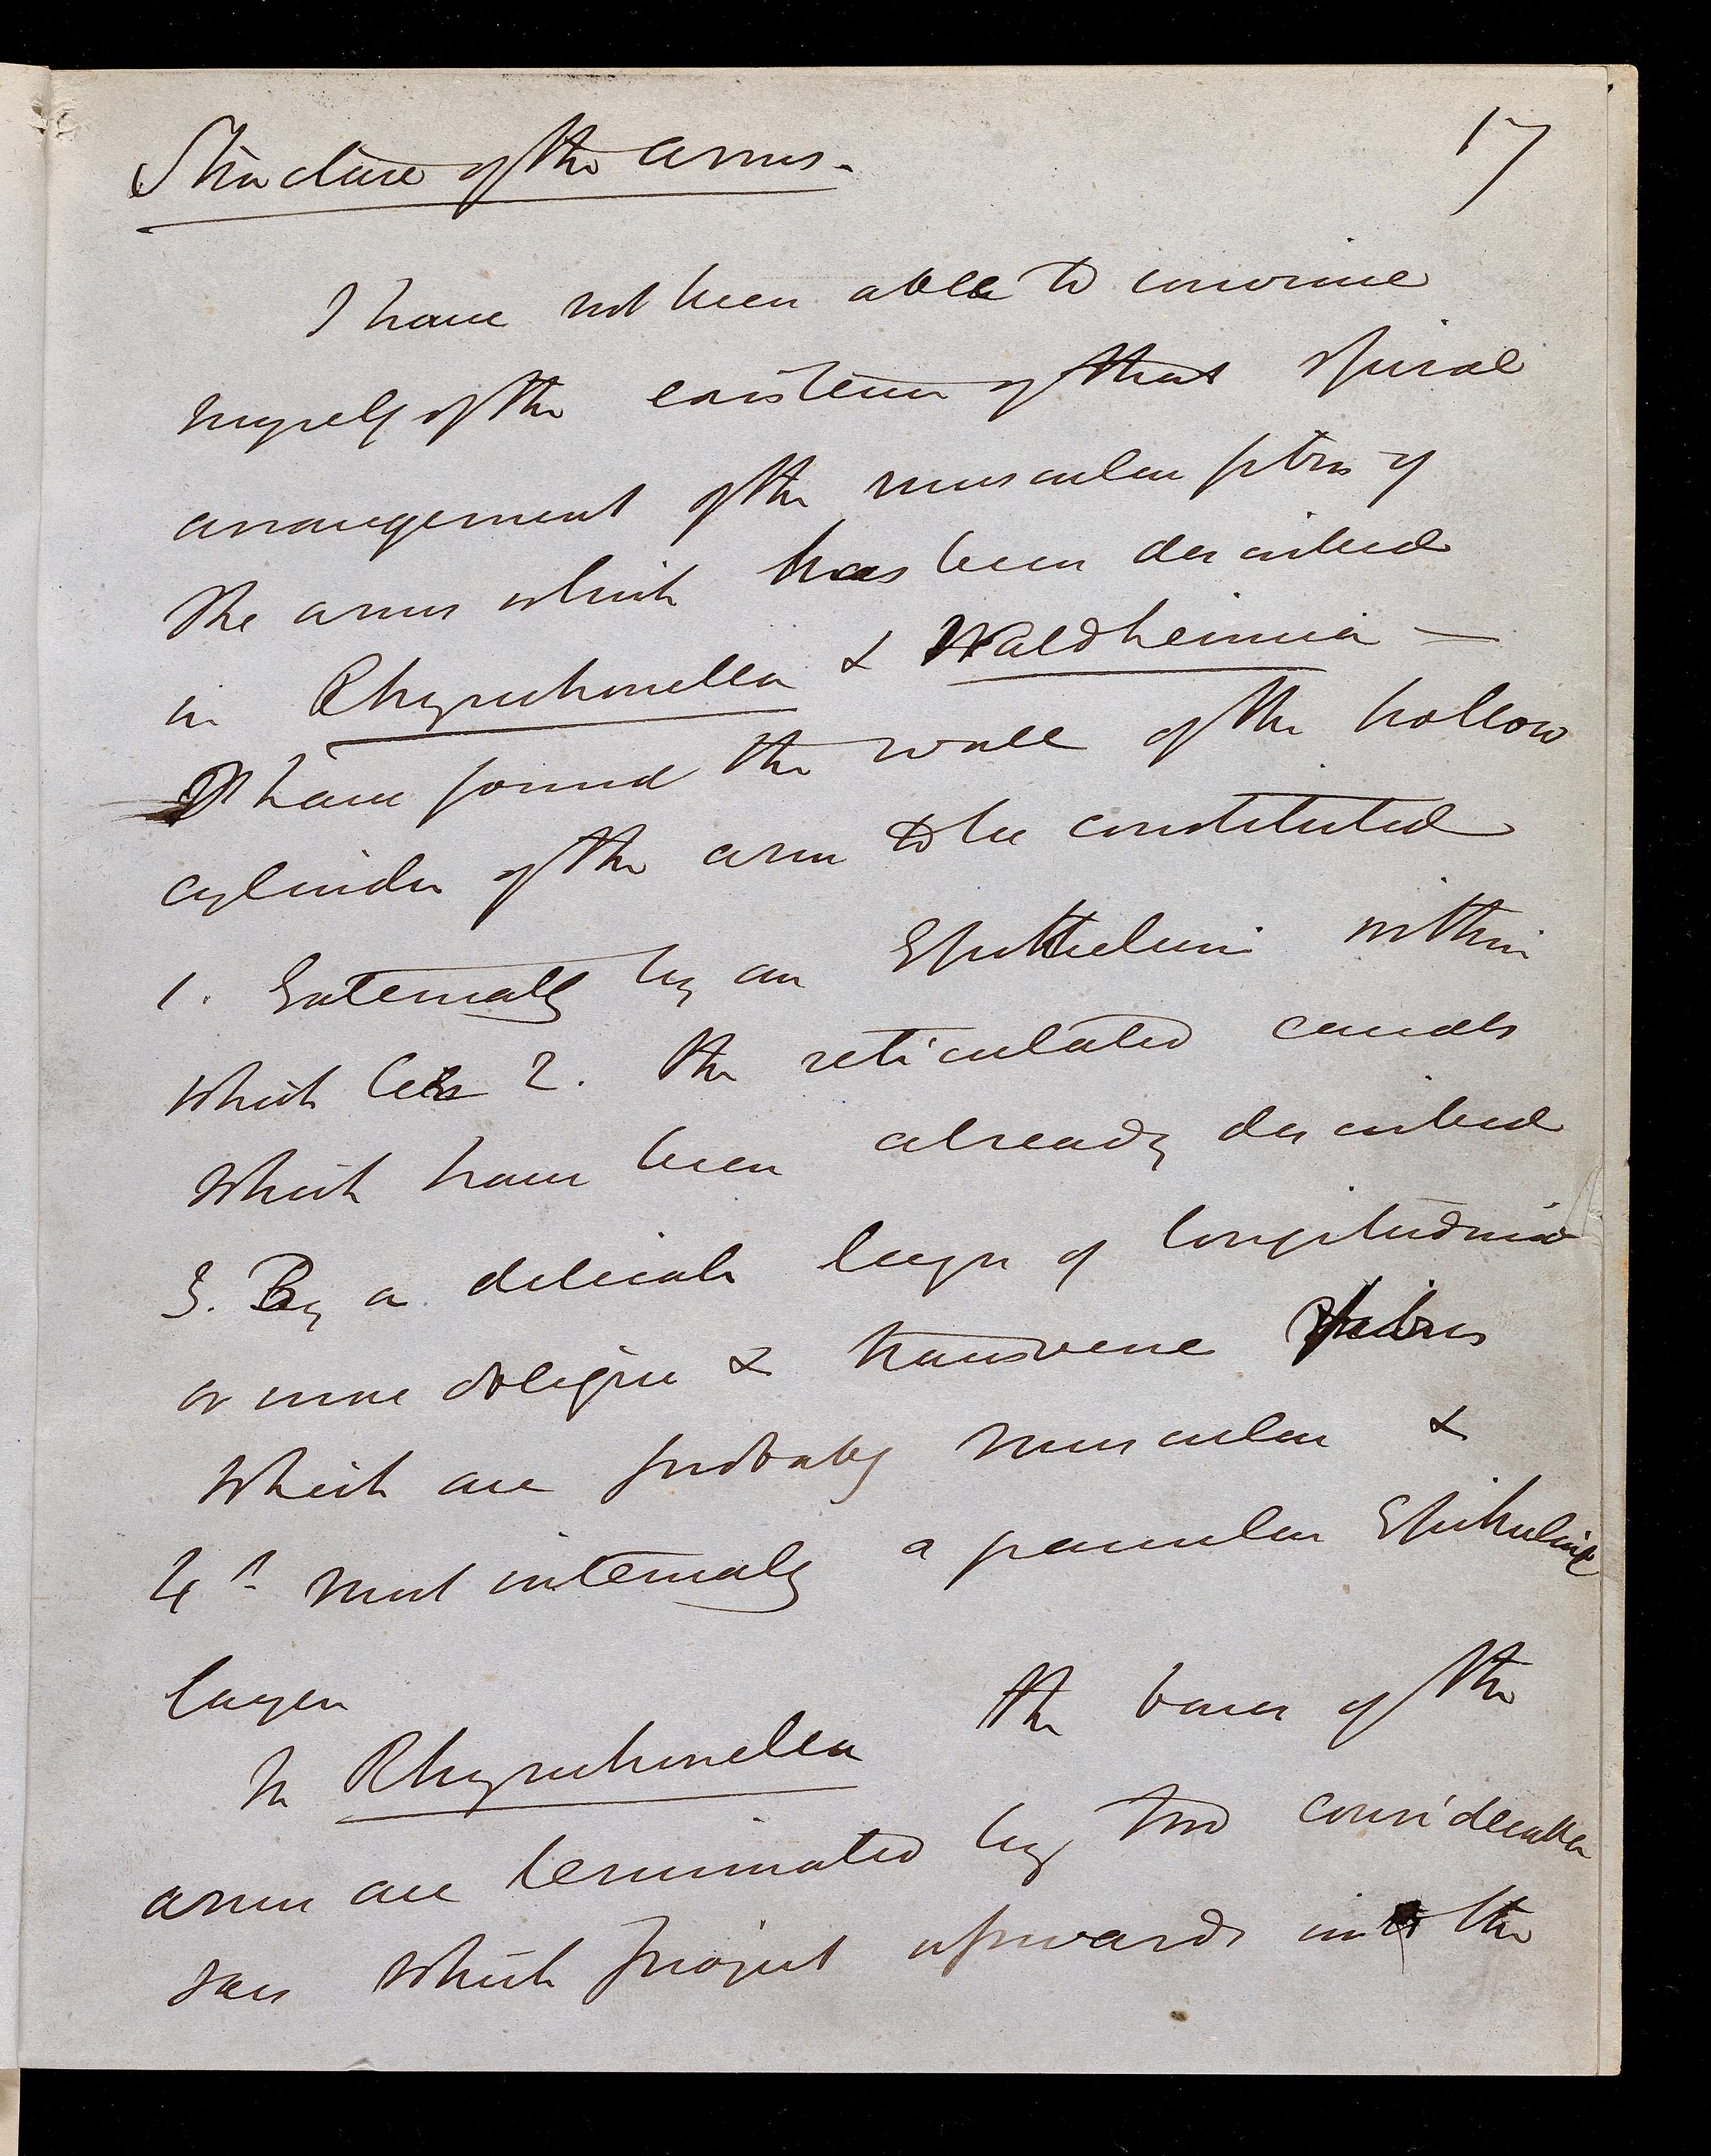 17
Structure of the arms.
I have not been able to convince
myself of the existence of that spiral
arrangement of the muscular fibres of
the arms which has been described
in Rhynchonella & Waldheimia —
I have found the wall of the hollow
cylinder of the arm to be constituted
1. Externally by an Epithelium within
which lies 2. the reticulated canals
which have been already described
3. By a delicate layer of longitudinal
or more oblique & transverse fibres
which are probably muscular &
4th most internally a Epithelial
layer
In Rhynchonella the bases of the
arms are terminated by two considerable
sacs which project upwards into the